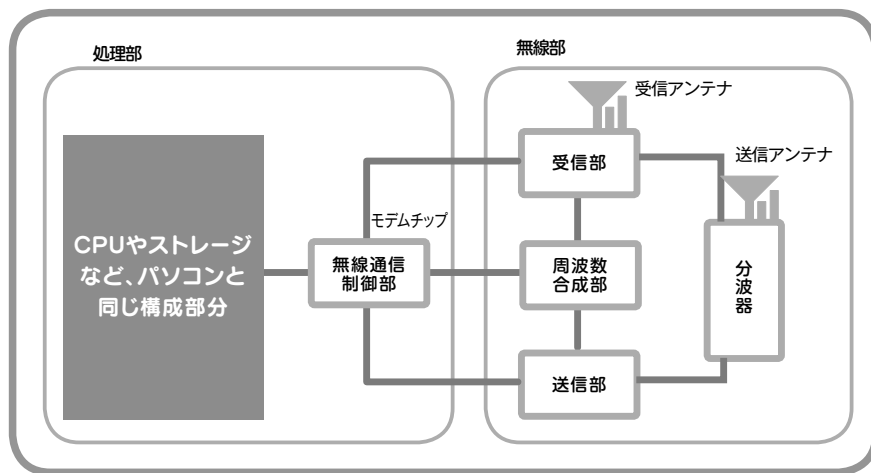 処理部
無線部
受信アンテナ
受信部
送信アンテナ
モデムチップ
CPUやストレージ
など、パソコンと
同じ構成部分
無線通信
制御部
周波数
合成部
分波器
送信部